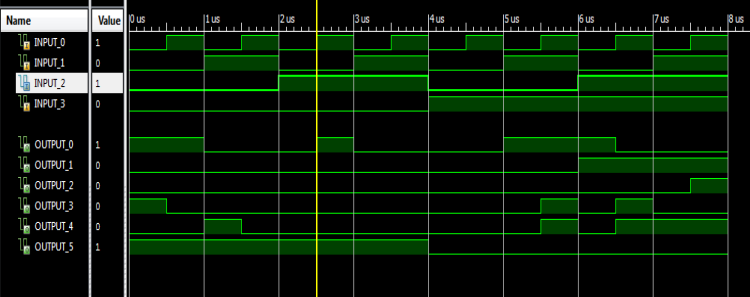 Name Value 0 us 1 us 2 us 3 us 4 us 5 us 6 us 7 us 8 us
INPUT_0 1
INPUT_1 0
INPUT_2 1
INPUT_3 0
OUTPUT_0 1
OUTPUT_1 0
OUTPUT_2 0
OUTPUT_3 0
OUTPUT_4 0
OUTPUT_5 1